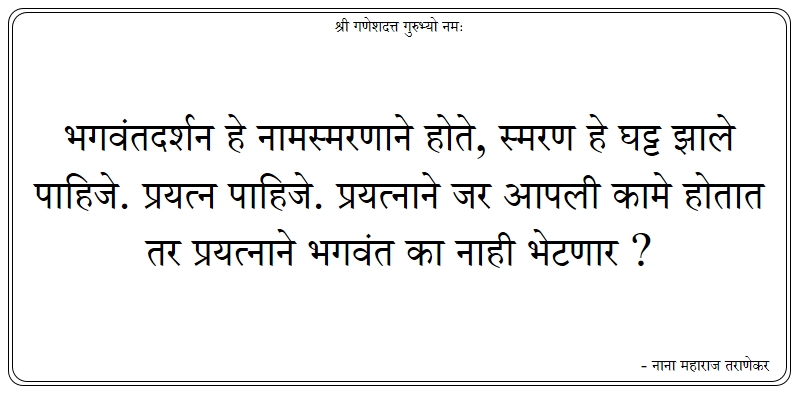 श्री गणेशदत्त गुरुभ्यो नमः
भगवंतदर्शन हे नामस्मरणाने होते, स्मरण हे घट्ट झाले
पाहिजे. प्रयत्न पाहिजे. प्रयत्नाने जर आपली कामे होतात
तर प्रयत्नाने भगवंत का नाही भेटणार ?
- नाना महाराज तराणेकर